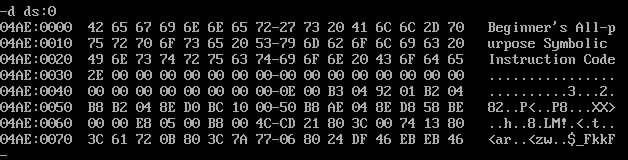 -d ds:0
04AE:0000 42 65 67 69 6E 6E 65 72-27 73 20 41 6C 6C 2D 70 Beginner's All-p
04AE:0010 75 72 70 6F 73 65 20 53-79 6D 62 6F 6C 69 63 20 urpose Symbolic
04AE:0020 49 6E 73 74 72 75 63 74-69 6F 6E 20 43 6F 64 65 Instruction Code
04AE:0030 2E 00 00 00 00 00 00 00-00 00 00 00 00 00 00 00 ................
04AE:0040 00 00 00 00 00 00 00 00-00 0E 00 B3 04 92 01 B2 04 ..........3...2.
04AE:0050 B8 B2 04 8E D0 BC 10 00-50 B8 AE 04 8E D4 58 BE 82..P<..P8...XX>
04AE:0060 00 00 E8 05 00 B8 00 4C-CD 21 80 3C 00 74 13 80 ..h..8.LM!.<.t..
04AE:0070 3C 61 72 0B 80 3C 7A 77-06 80 24 DF 46 EB EB 46 <ar..<zw..$_FkkF
-